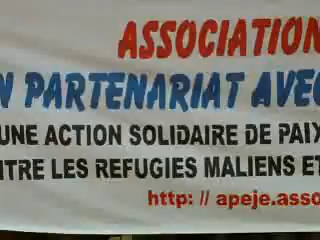 ASSOCIATION
N PARTENARIAT AVEC
UNE ACTION SOLIDAIRE DE PAIX
NTRE LES REFUGIES MALIENS ET
http: // apeje.asso